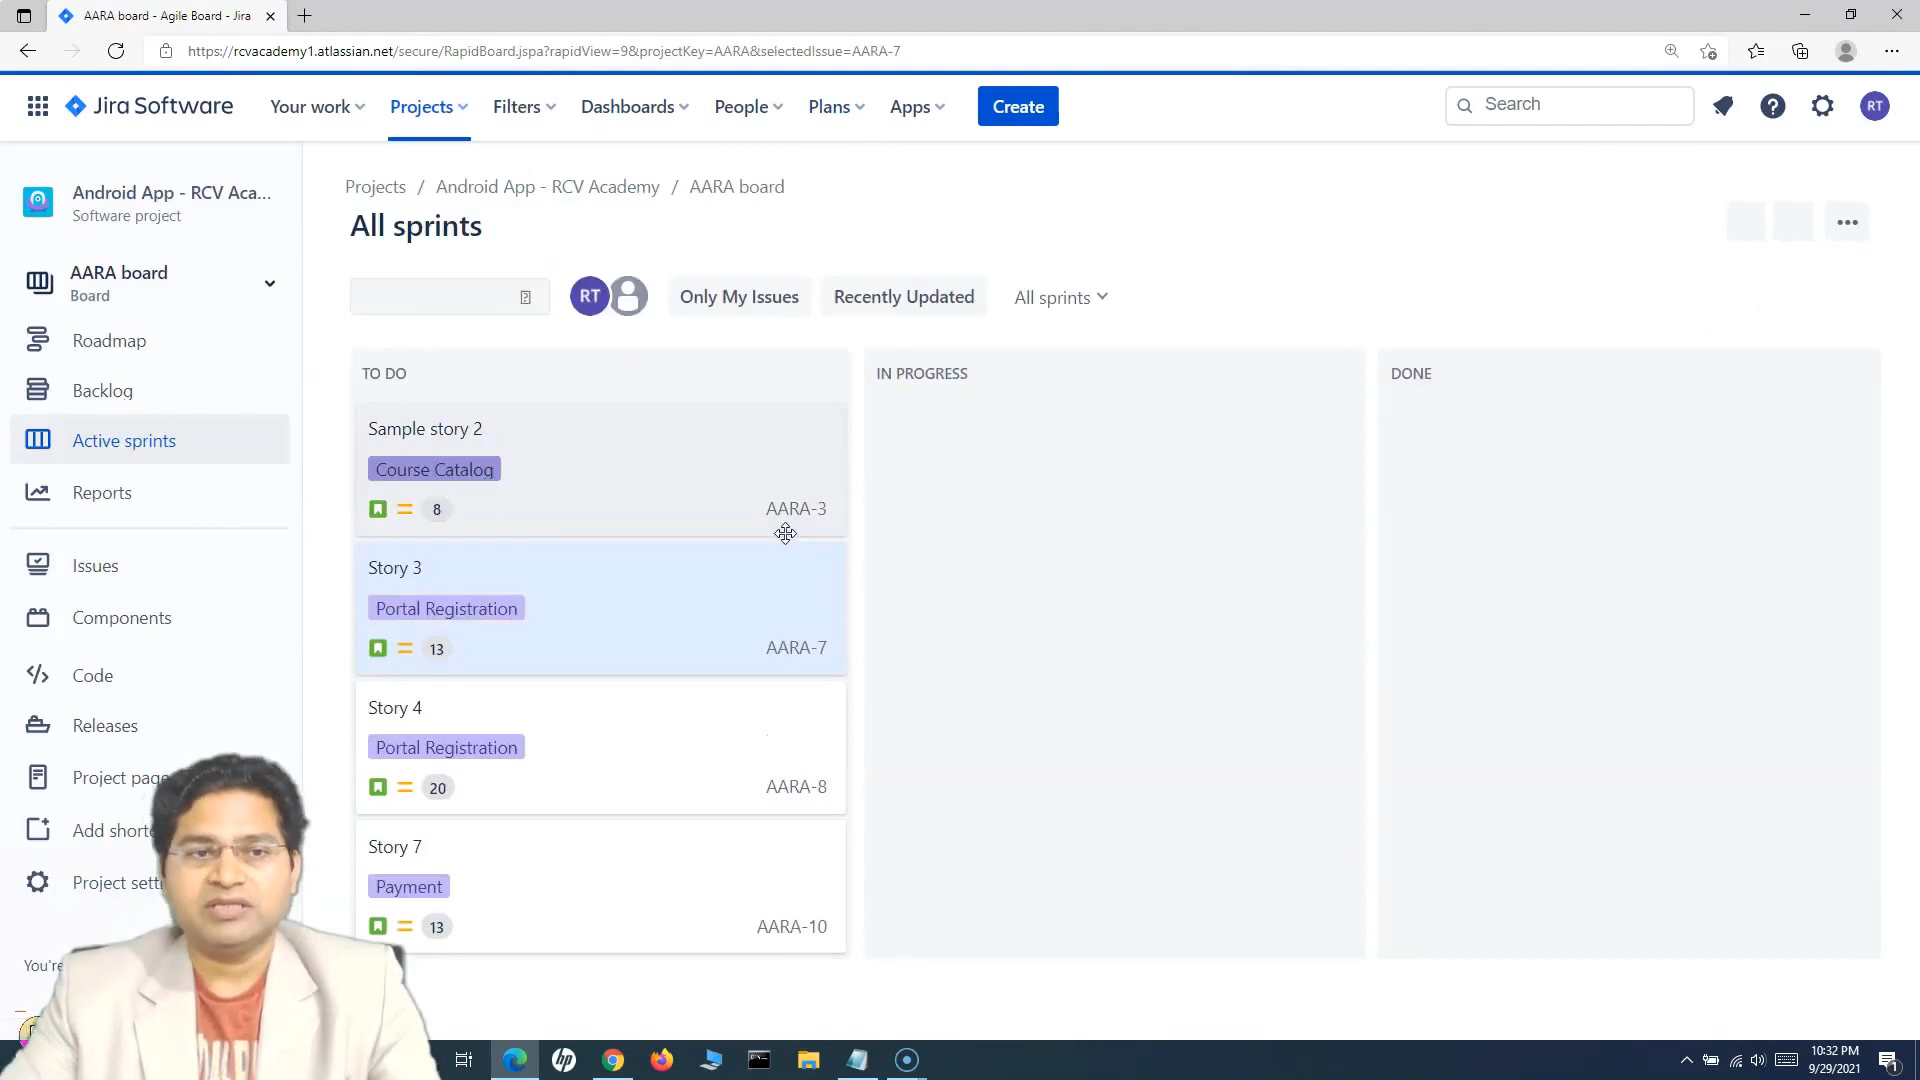 AARA board - Agile Board - Jira
https://rcvacademy1.atlassian.net/secure/RapidBoard.jspa?rapidView=9&projectKey=AARA&selectedIssue=AARA-7
Jira Software
Your work
Projects
Filters
Dashboards
People
Plans
Apps
Create
Search
RT
Android App - RCV Aca...
Software project
AARA board
Board
Roadmap
Backlog
Active sprints
Reports
Issues
Components
Code
Releases
Project page
Add shortc
Project setti
You're
Projects / Android App - RCV Academy / AARA board
All sprints
RT
Only My Issues
Recently Updated
All sprints
TO DO
Sample story 2
Course Catalog
8
AARA-3
Story 3
Portal Registration
13
AARA-7
Story 4
Portal Registration
20
AARA-8
Story 7
Payment
13
AARA-10
IN PROGRESS
DONE
hp
10:32 PM
9/29/2021
1